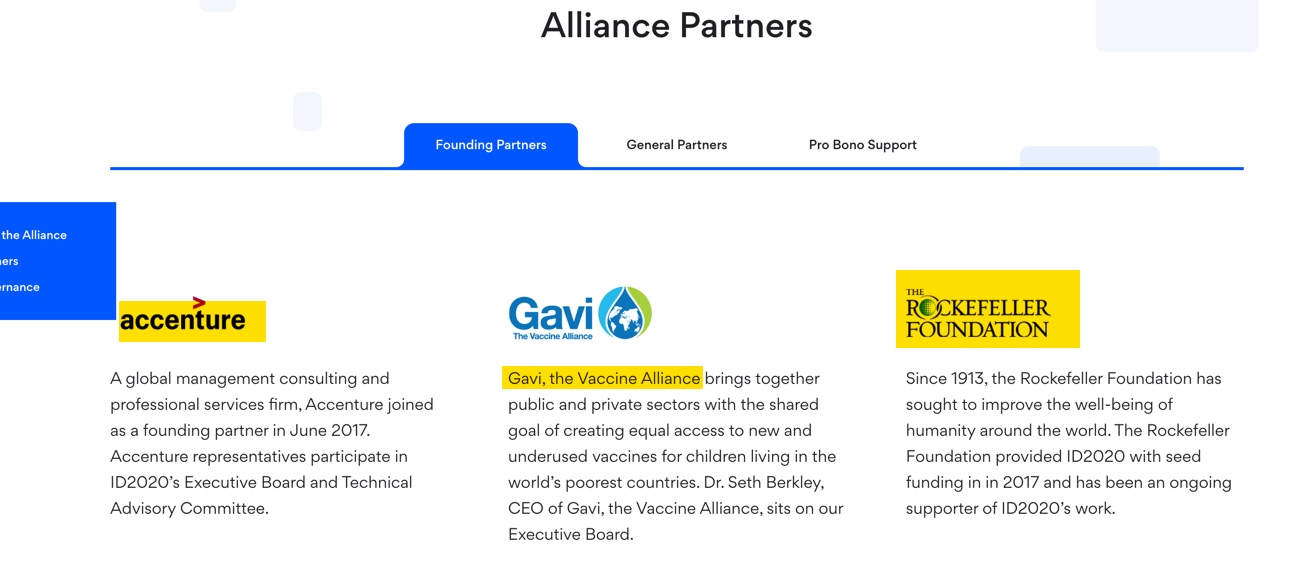 Alliance Partners
Founding Partners
General Partners
Pro Bono Support
the Alliance
ners
ernance
accenture
A global management consulting and
professional services firm, Accenture joined
as a founding partner in June 2017.
Accenture representatives participate in
ID2020's Executive Board and Technical
Advisory Committee.
Gavi
The Vaccine Alliance
Gavi, the Vaccine Alliance brings together
public and private sectors with the shared
goal of creating equal access to new and
underused vaccines for children living in the
world's poorest countries. Dr. Seth Berkley,
CEO of Gavi, the Vaccine Alliance, sits on our
Executive Board.
THE
ROCKEFELLER
FOUNDATION
Since 1913, the Rockefeller Foundation has
sought to improve the well-being of
humanity around the world. The Rockefeller
Foundation provided ID2020 with seed
funding in in 2017 and has been an ongoing
supporter of ID2020's work.